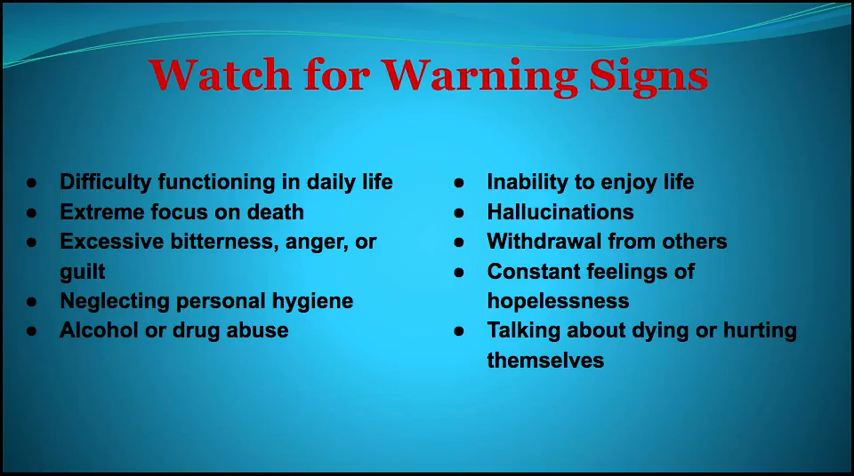 Watch for Warning Signs
● Difficulty functioning in daily life
● Extreme focus on death
● Excessive bitterness, anger, or
guilt
● Neglecting personal hygiene
● Alcohol or drug abuse
● Inability to enjoy life
● Hallucinations
● Withdrawal from others
● Constant feelings of
hopelessness
● Talking about dying or hurting
themselves